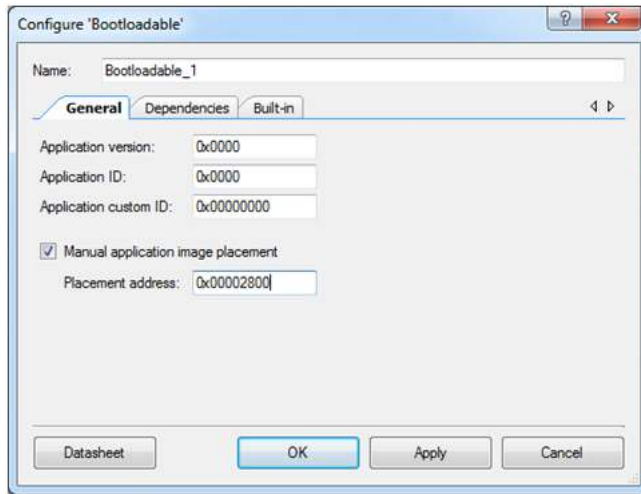 Configure 'Bootloadable'
Name: Bootloadable_1
General Dependencies Built-in
Application version: 0x0000
Application ID: 0x0000
Application custom ID: 0x00000000
Manual application image placement
Placement address: 0x00002800
Datasheet OK Apply Cancel